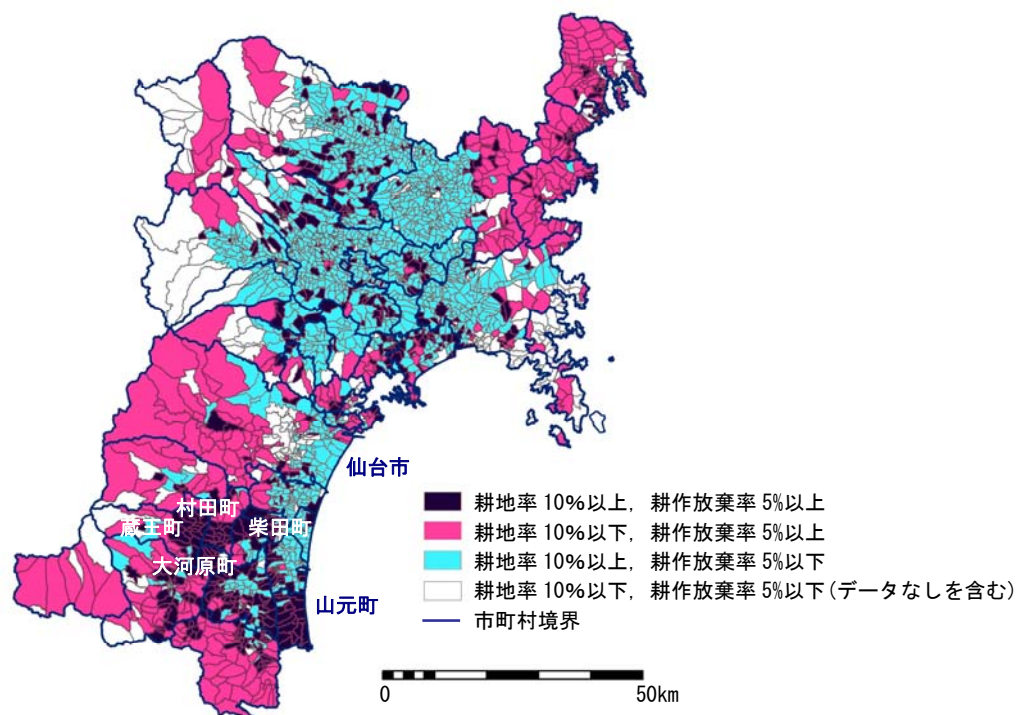 仙台市
村田町
蔵王町
柴田町
大河原町
山元町
耕地率 10%以上, 耕作放棄率 5%以上
耕地率 10%以下, 耕作放棄率 5%以上
耕地率 10%以上, 耕作放棄率 5%以下
耕地率 10%以下, 耕作放棄率 5%以下(データなしを含む)
市町村境界
0 50km